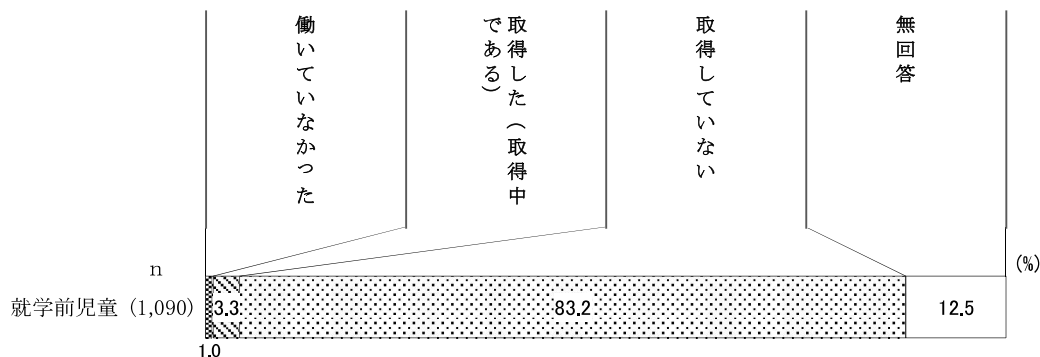 働いていなかった
取得した（取得中
である）
取得していない
無回答
(%)
n
就学前児童 (1,090)
3.3
83.2
12.5
1.0